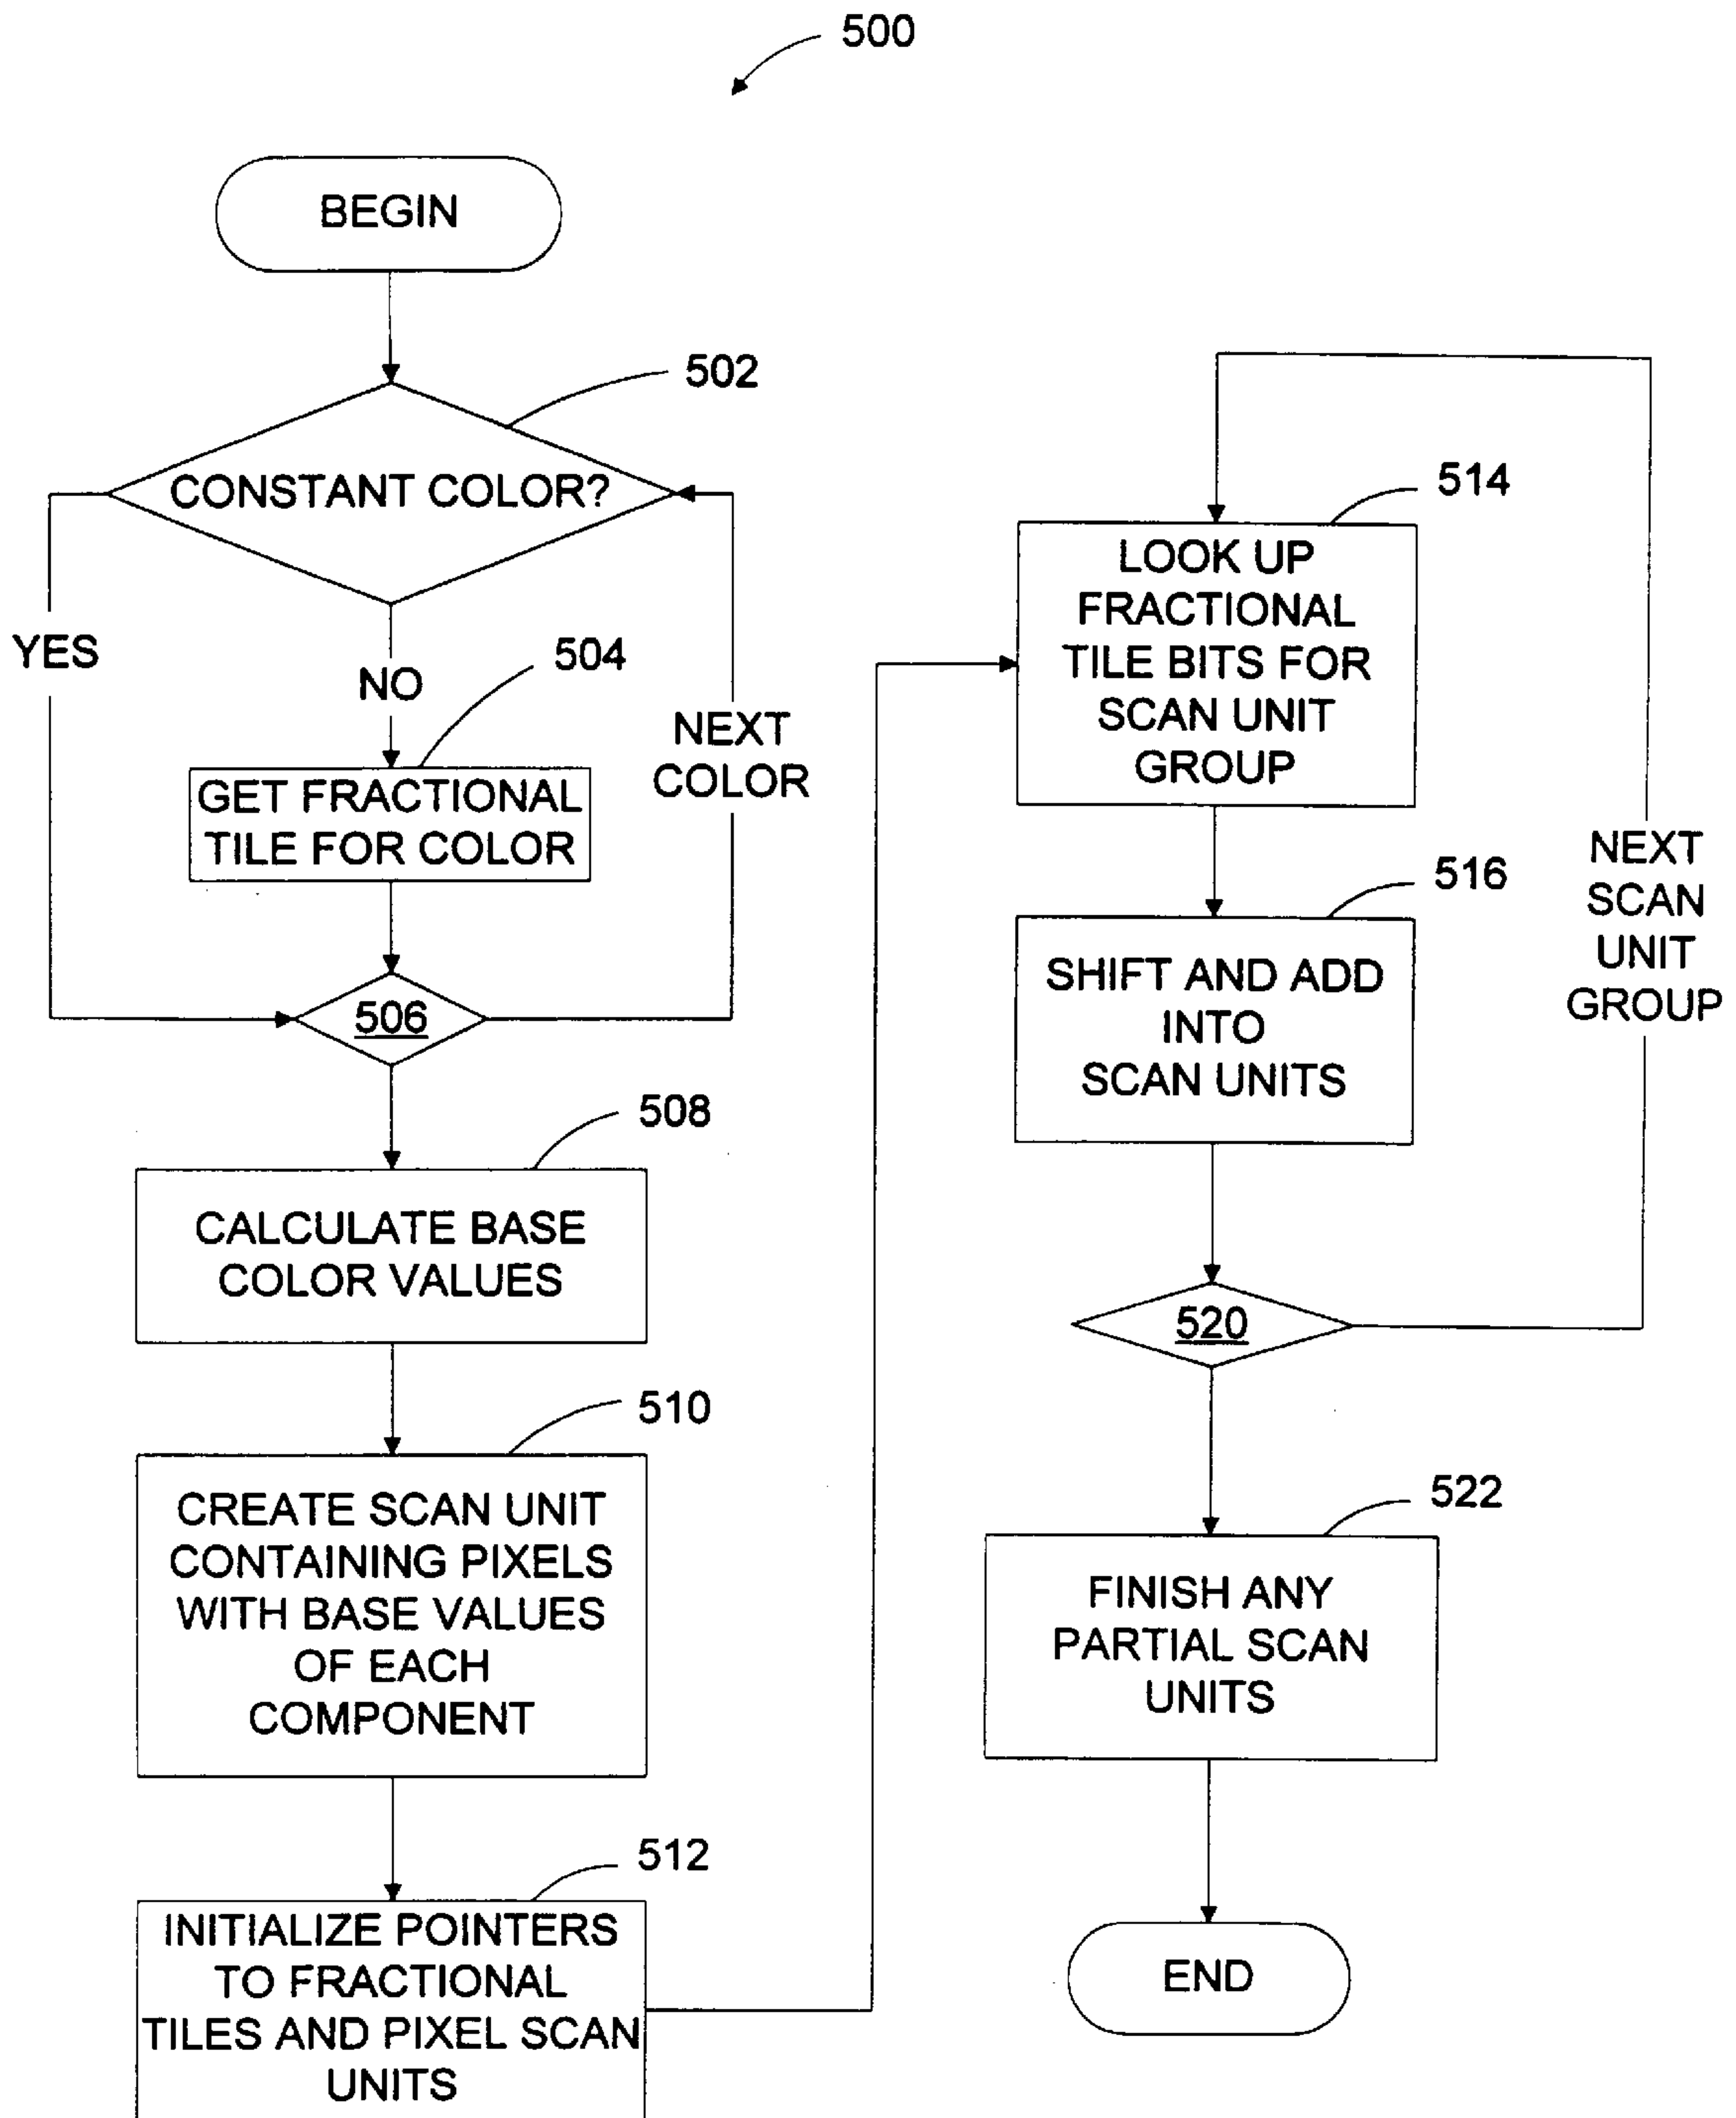 500
BEGIN
502
CONSTANT COLOR?
YES
NO
504
NEXT
COLOR
GET FRACTIONAL
TILE FOR COLOR
506
508
CALCULATE BASE
COLOR VALUES
510
CREATE SCAN UNIT
CONTAINING PIXELS
WITH BASE VALUES
OF EACH
COMPONENT
512
INITIALIZE POINTERS
TO FRACTIONAL
TILES AND PIXEL SCAN
UNITS
514
LOOK UP
FRACTIONAL
TILE BITS FOR
SCAN UNIT
GROUP
516
SHIFT AND ADD
INTO
SCAN UNITS
NEXT
SCAN
UNIT
GROUP
520
522
FINISH ANY
PARTIAL SCAN
UNITS
END